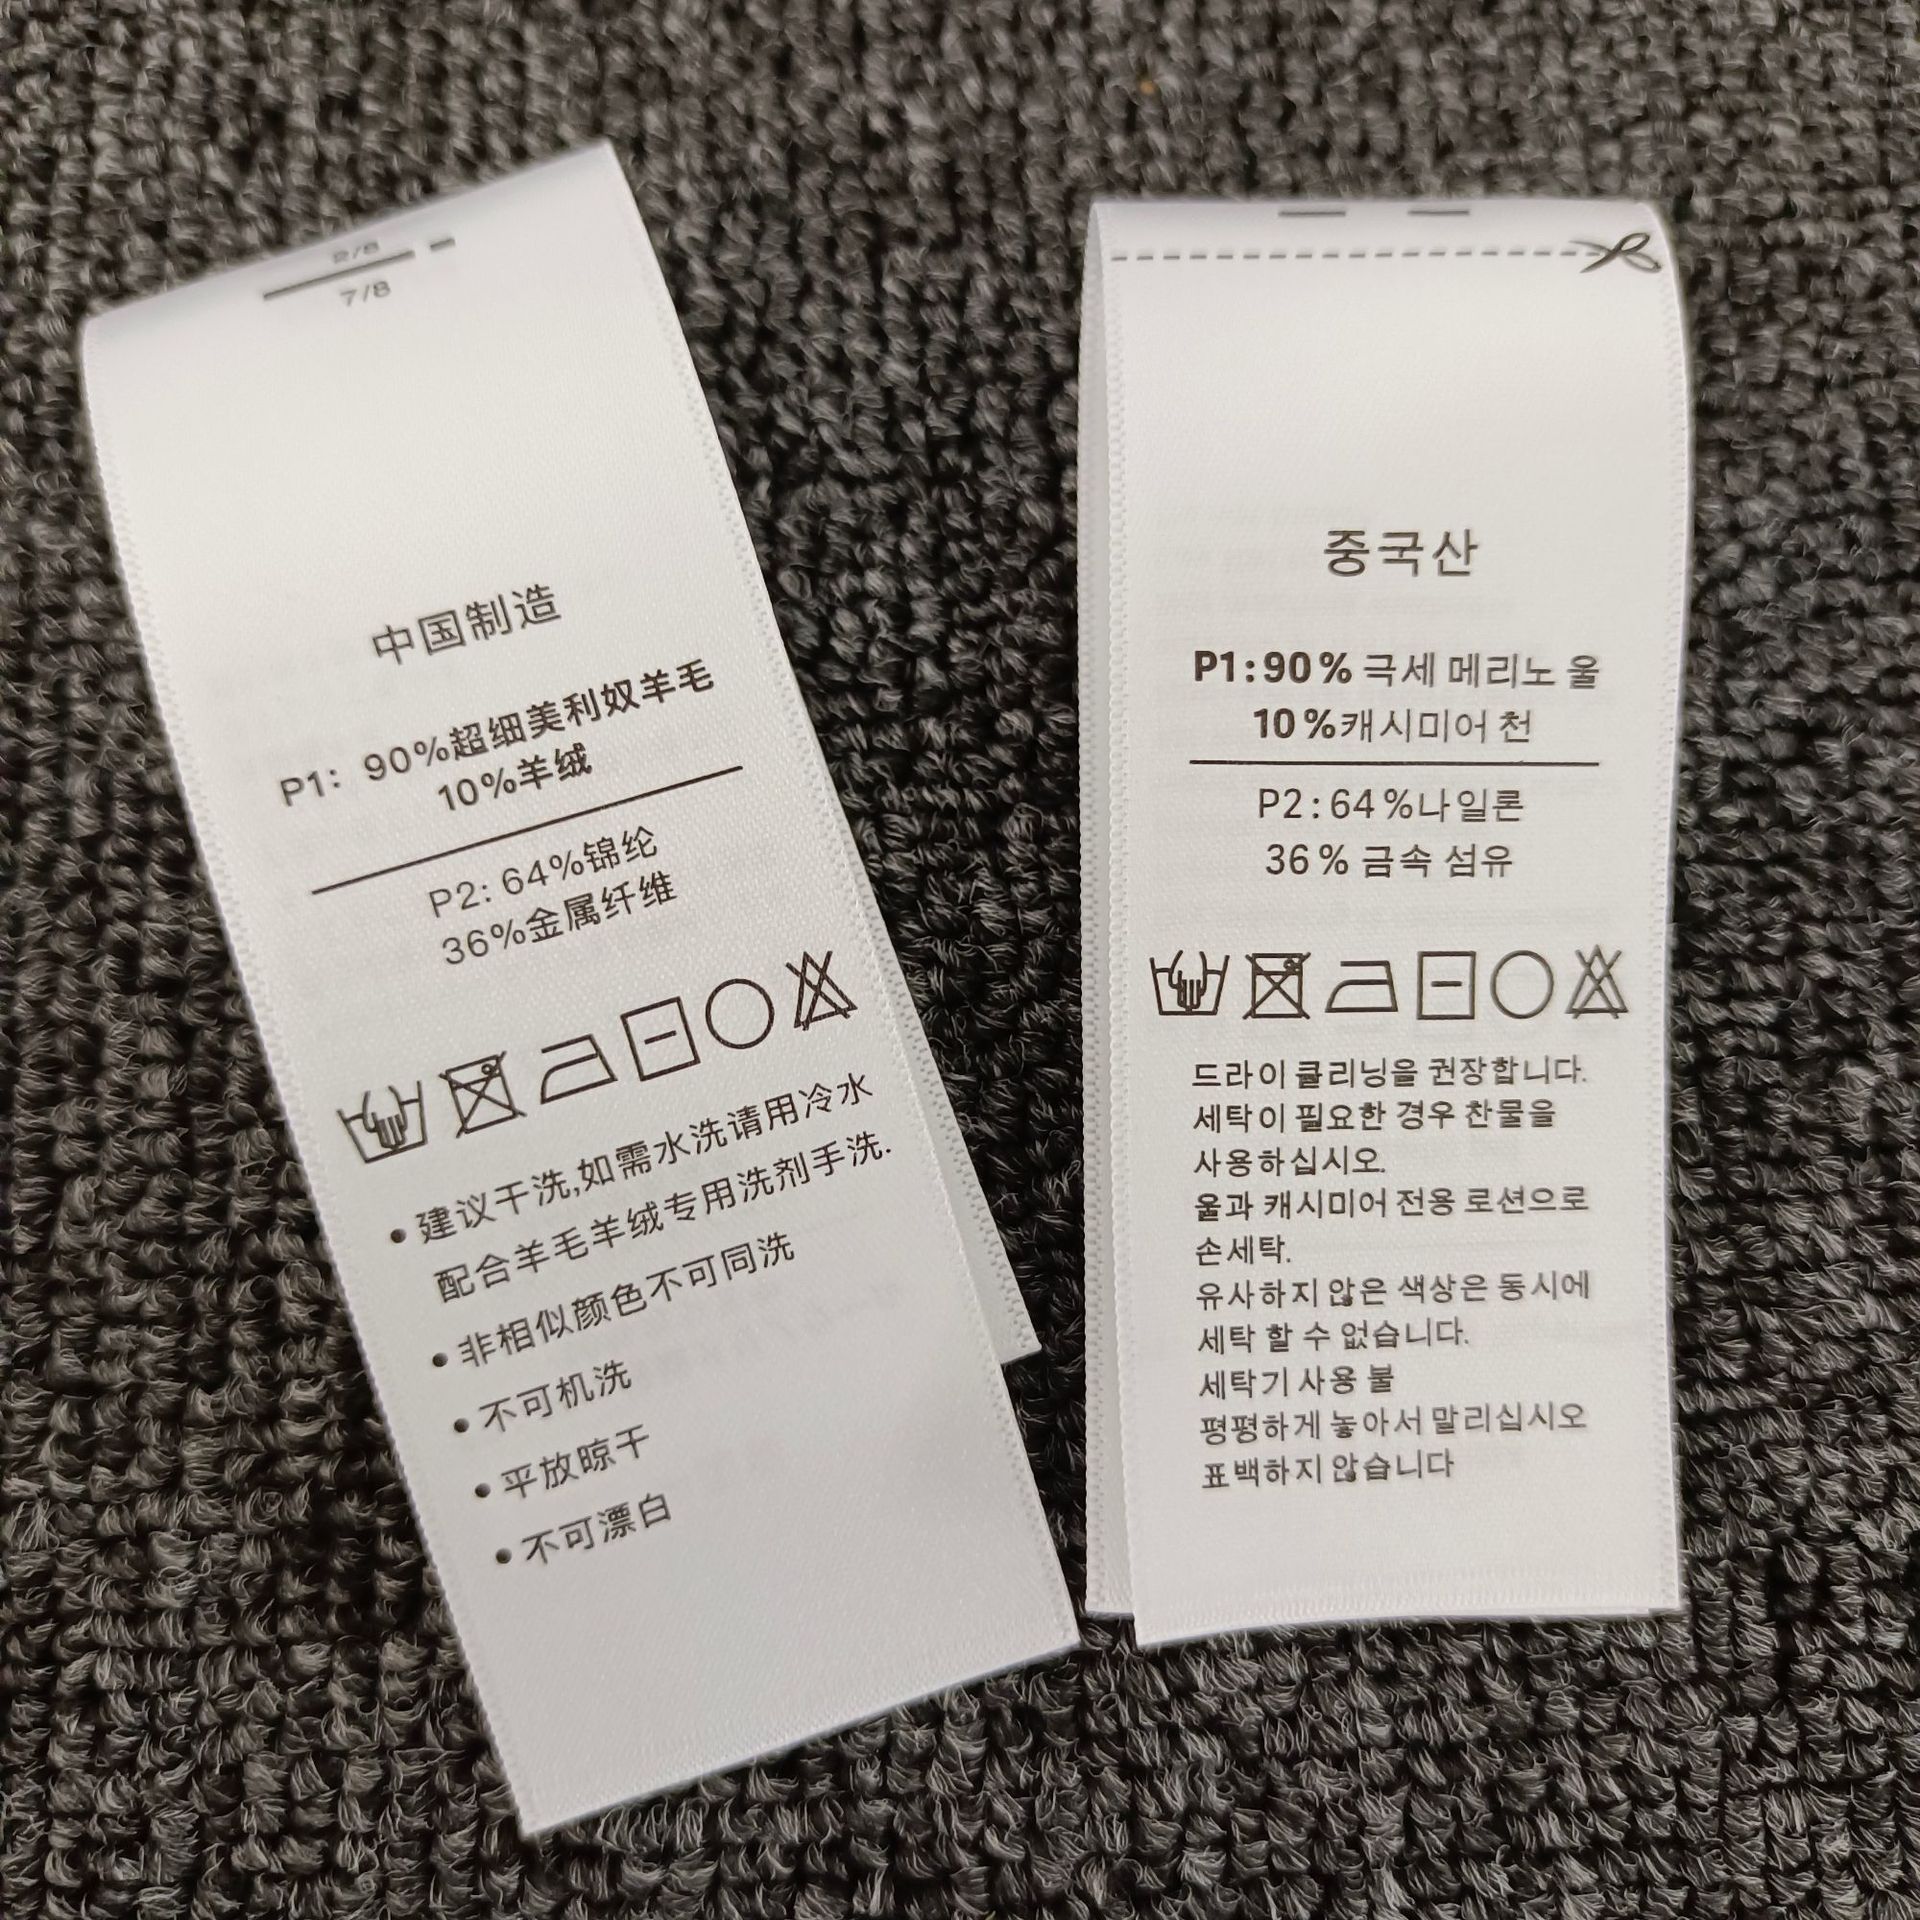 2/8
7/8
中国制造
P1: 90%超细美利奴羊毛
10%羊绒
P2: 64%锦纶
36%金属纤维
• 建议干洗,如需水洗请用冷水
配合羊毛羊绒专用洗剂手洗.
• 非相似颜色不可同洗
• 不可机洗
• 平放晾干
• 不可漂白
중국산
P1:90% 극세 메리노 울
10%캐시미어 천
P2:64%나일론
36% 금속 섬유
드라이 클리닝을 권장합니다.
세탁이 필요한 경우 찬물을
사용하십시오.
울과 캐시미어 전용 로션으로
손세탁.
유사하지 않은 색상은 동시에
세탁 할 수 없습니다.
세탁기 사용 불
평평하게 놓아서 말리십시오
표백하지 않습니다